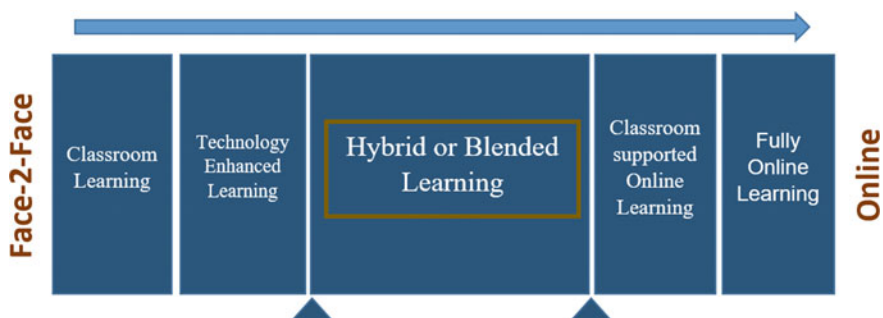 Face-2-Face
Classroom
Learning
Technology
Enhanced
Learning
Hybrid or Blended
Learning
Classroom
supported
Online
Learning
Fully
Online
Learning
Online